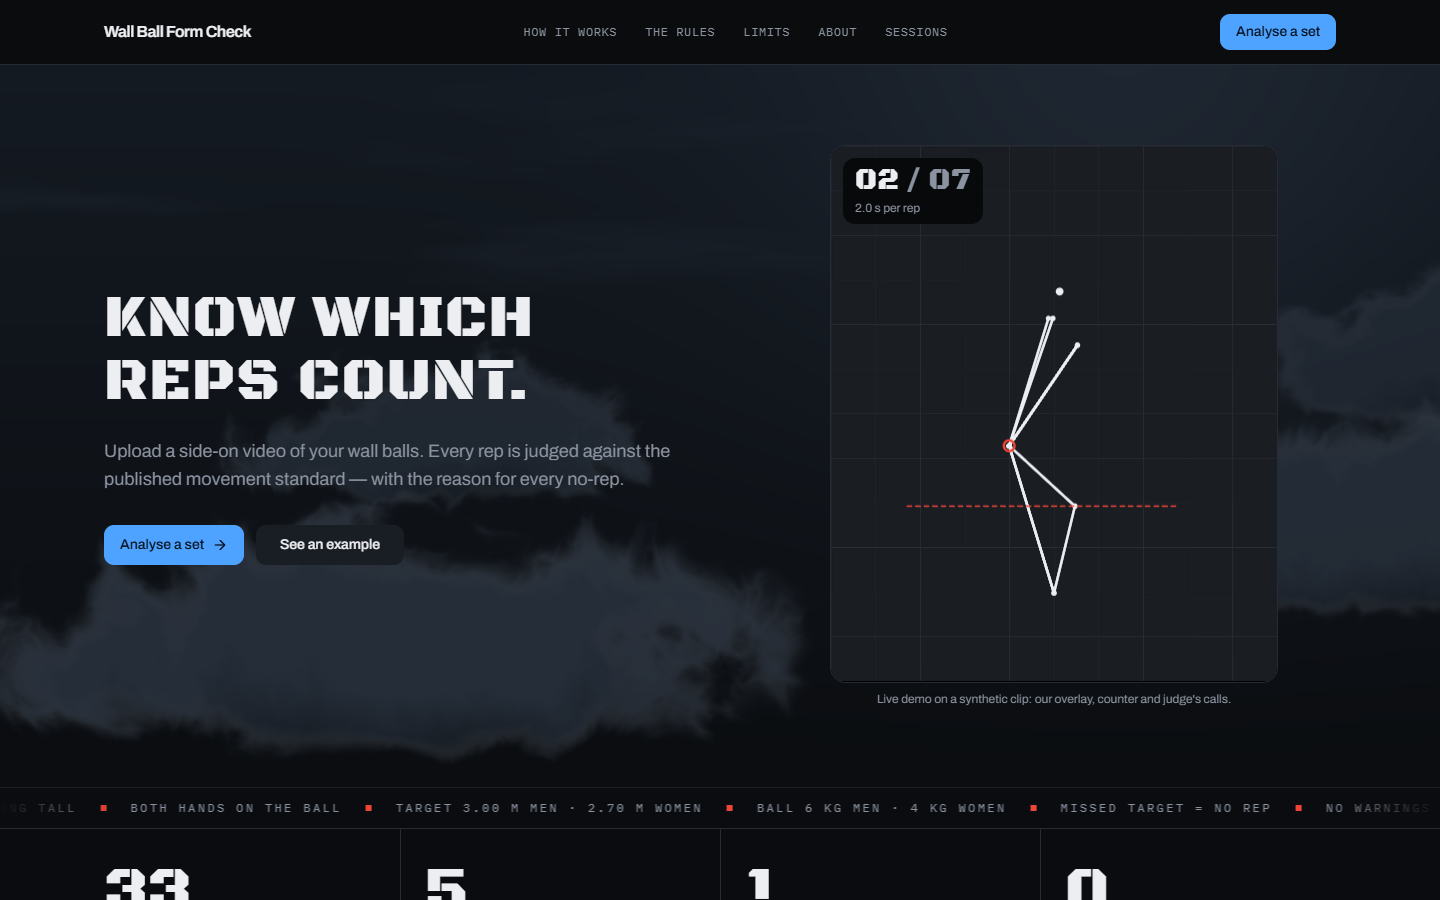 Wall Ball Form Check
HOW IT WORKS
THE RULES
LIMITS
ABOUT
SESSIONS
Analyse a set
KNOW WHICH
REPS COUNT.
Upload a side-on video of your wall balls. Every rep is judged against the
published movement standard — with the reason for every no-rep.
Analyse a set →
See an example
02 / 07
2.0 s per rep
Live demo on a synthetic clip: our overlay, counter and judge's calls.
TALL ■ BOTH HANDS ON THE BALL ■ TARGET 3.00 M MEN · 2.70 M WOMEN ■ BALL 6 KG MEN · 4 KG WOMEN ■ MISSED TARGET = NO REP ■ NO WARNINGS
33
5
1
0